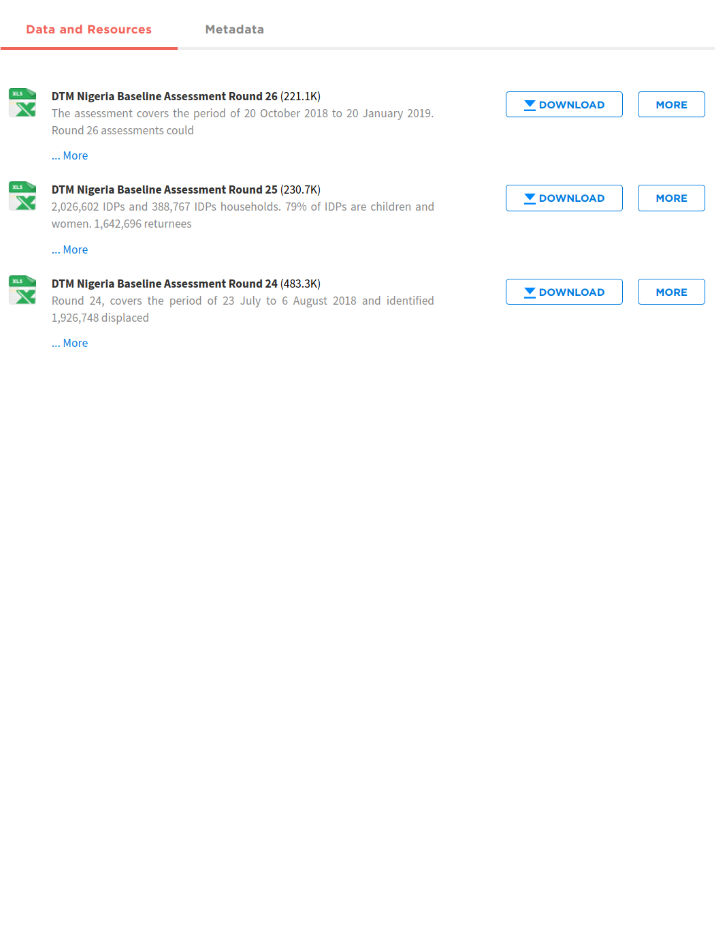 Data and Resources
Metadata
XLS
DTM Nigeria Baseline Assessment Round 26 (221.1K)
The assessment covers the period of 20 October 2018 to 20 January 2019.
Round 26 assessments could
... More
DOWNLOAD
MORE
XLS
DTM Nigeria Baseline Assessment Round 25 (230.7K)
2,026,602 IDPs and 388,767 IDPs households. 79% of IDPs are children and
women. 1,642,696 returnees
... More
DOWNLOAD
MORE
XLS
DTM Nigeria Baseline Assessment Round 24 (483.3K)
Round 24, covers the period of 23 July to 6 August 2018 and identified
1,926,748 displaced
... More
DOWNLOAD
MORE